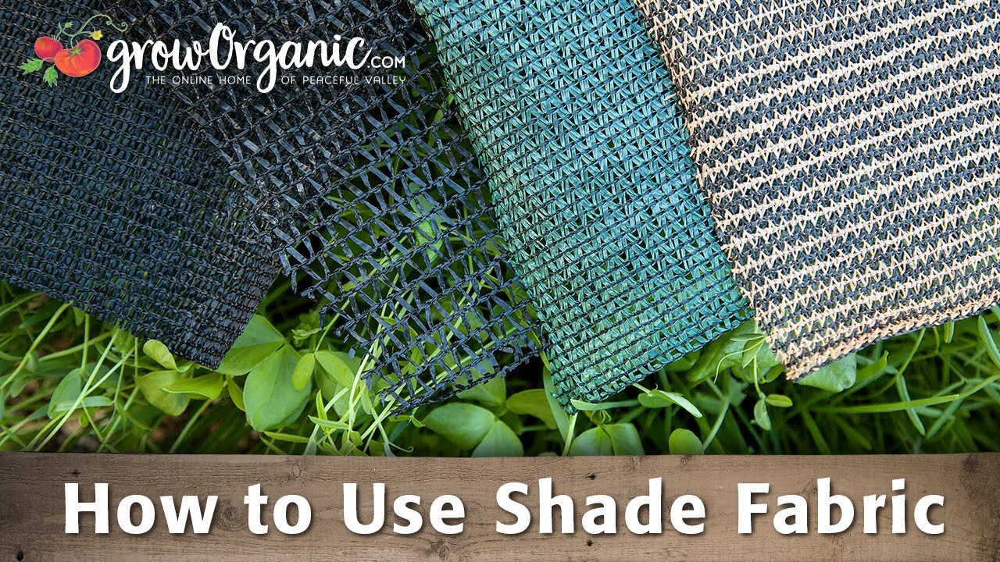 growOrganic.com
THE ONLINE HOME OF PEACEFUL VALLEY
How to Use Shade Fabric